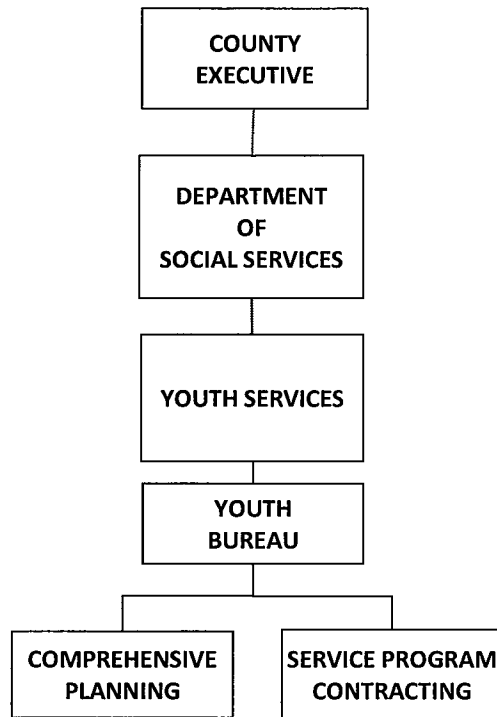 COUNTY
EXECUTIVE
DEPARTMENT
OF
SOCIAL SERVICES
YOUTH SERVICES
YOUTH
BUREAU
COMPREHENSIVE
PLANNING
SERVICE PROGRAM
CONTRACTING